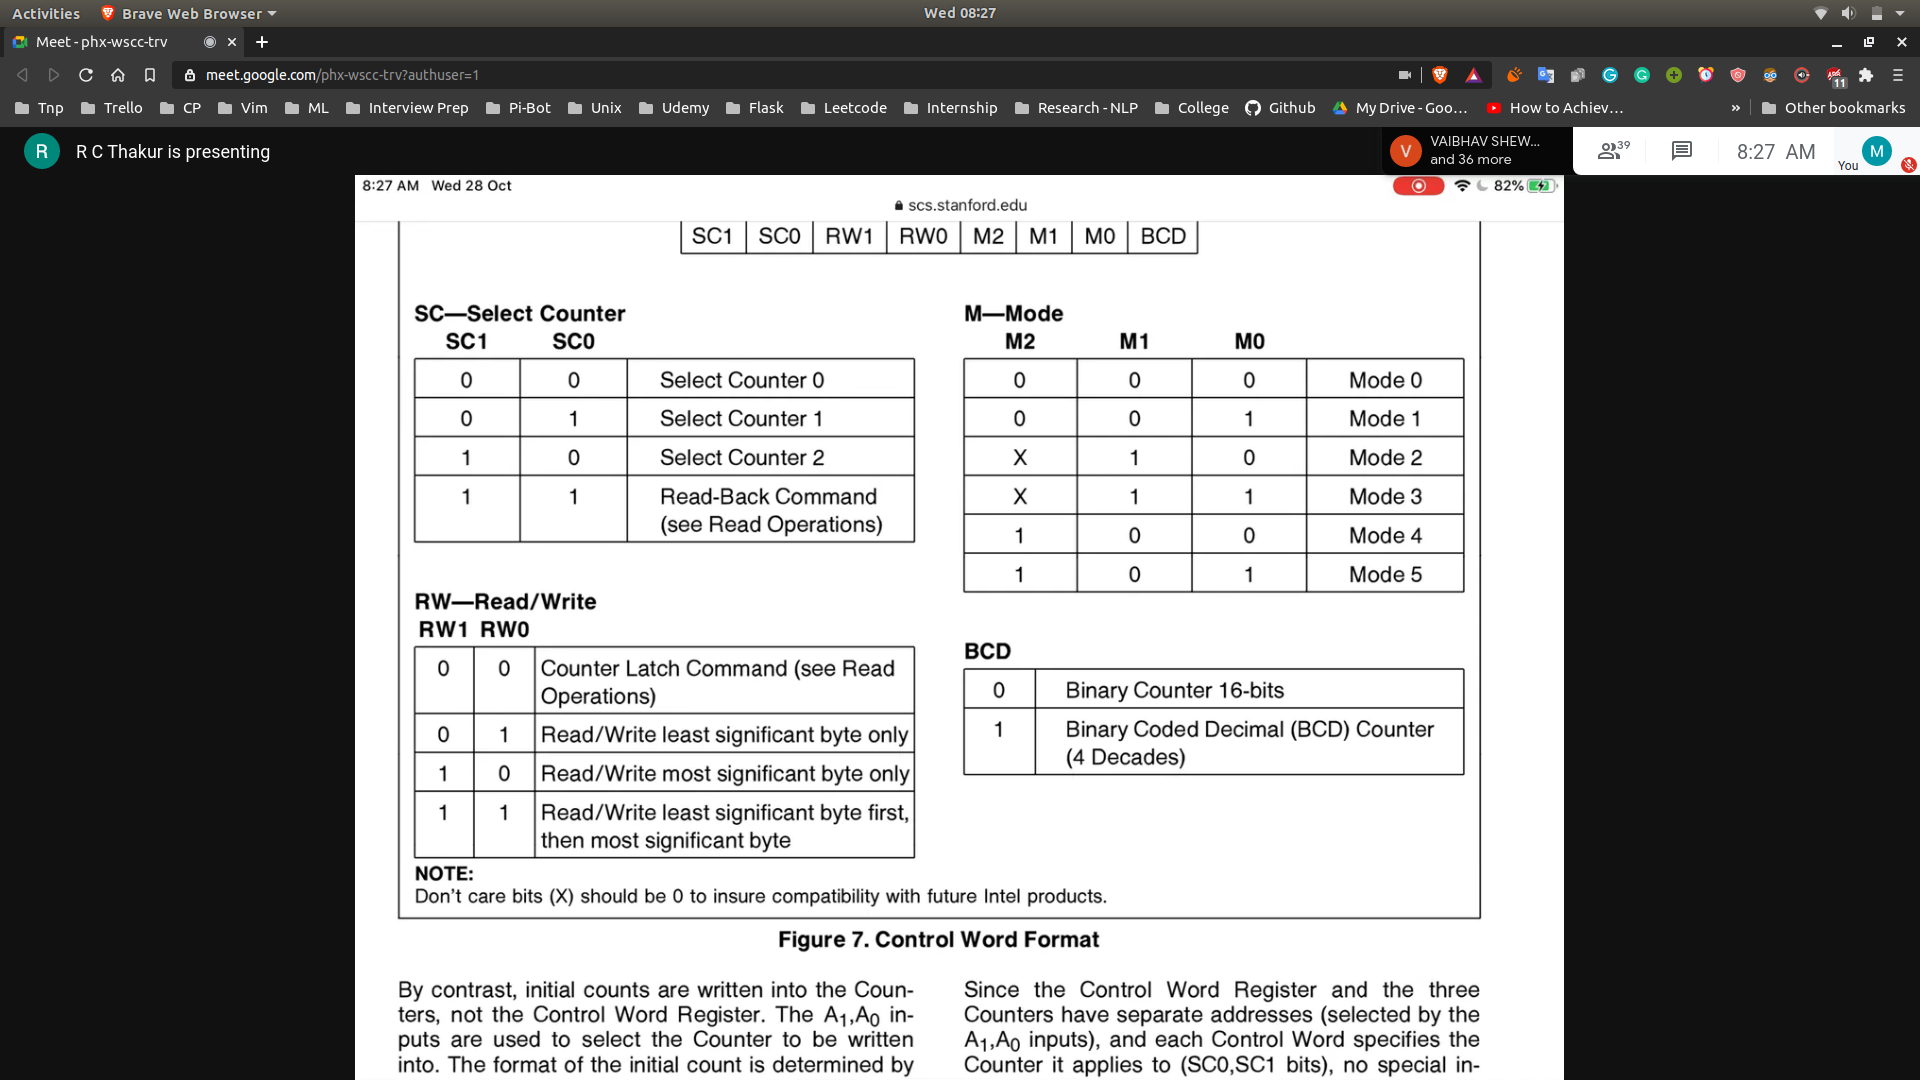 Activities Brave Web Browser Wed 08:27
Meet - phx-wscc-trv
meet.google.com/phx-wscc-trv?authuser=1
11
Tnp Trello CP Vim ML Interview Prep Pi-Bot Unix Udemy Flask Leetcode Internship Research - NLP College Github My Drive - Goo... How to Achiev... » Other bookmarks
R R C Thakur is presenting
V VAIBHAV SHEW... and 36 more
39 8:27 AM You M
8:27 AM Wed 28 Oct 82%
scs.stanford.edu
SC1 SC0 RW1 RW0 M2 M1 M0 BCD
SC—Select Counter
SC1 SC0
0 0 Select Counter 0
0 1 Select Counter 1
1 0 Select Counter 2
1 1 Read-Back Command
(see Read Operations)
M—Mode
M2 M1 M0
0 0 0 Mode 0
0 0 1 Mode 1
X 1 0 Mode 2
X 1 1 Mode 3
1 0 0 Mode 4
1 0 1 Mode 5
RW—Read/Write
RW1 RW0
0 0 Counter Latch Command (see Read
Operations)
0 1 Read/Write least significant byte only
1 0 Read/Write most significant byte only
1 1 Read/Write least significant byte first,
then most significant byte
BCD
0 Binary Counter 16-bits
1 Binary Coded Decimal (BCD) Counter
(4 Decades)
NOTE:
Don't care bits (X) should be 0 to insure compatibility with future Intel products.
Figure 7. Control Word Format
By contrast, initial counts are written into the Coun-
ters, not the Control Word Register. The A1,A0 in-
puts are used to select the Counter to be written
into. The format of the initial count is determined by
Since the Control Word Register and the three
Counters have separate addresses (selected by the
A1,A0 inputs), and each Control Word specifies the
Counter it applies to (SC0,SC1 bits), no special in-